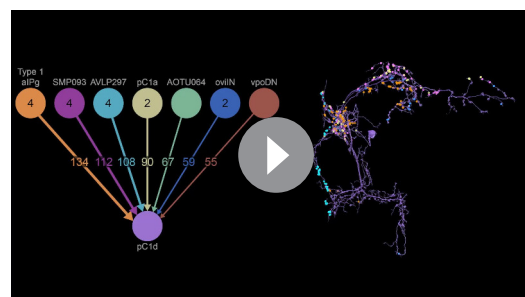 Type 1
aIPg SMP093 AVLP297 pC1a AOTU064 oviIN vpoDN
4 4 4 2 2
134 112 108 90 67 59 55
pC1d